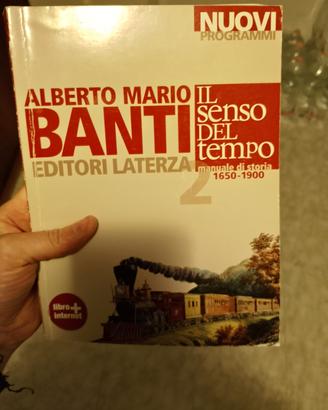 NUOVI
PROGRAMMI
ALBERTO MARIO
BANTI
EDITORI LATERZA
IL
senso
DEL
tempo
manuale di storia
1650-1900
2
libro +
internet